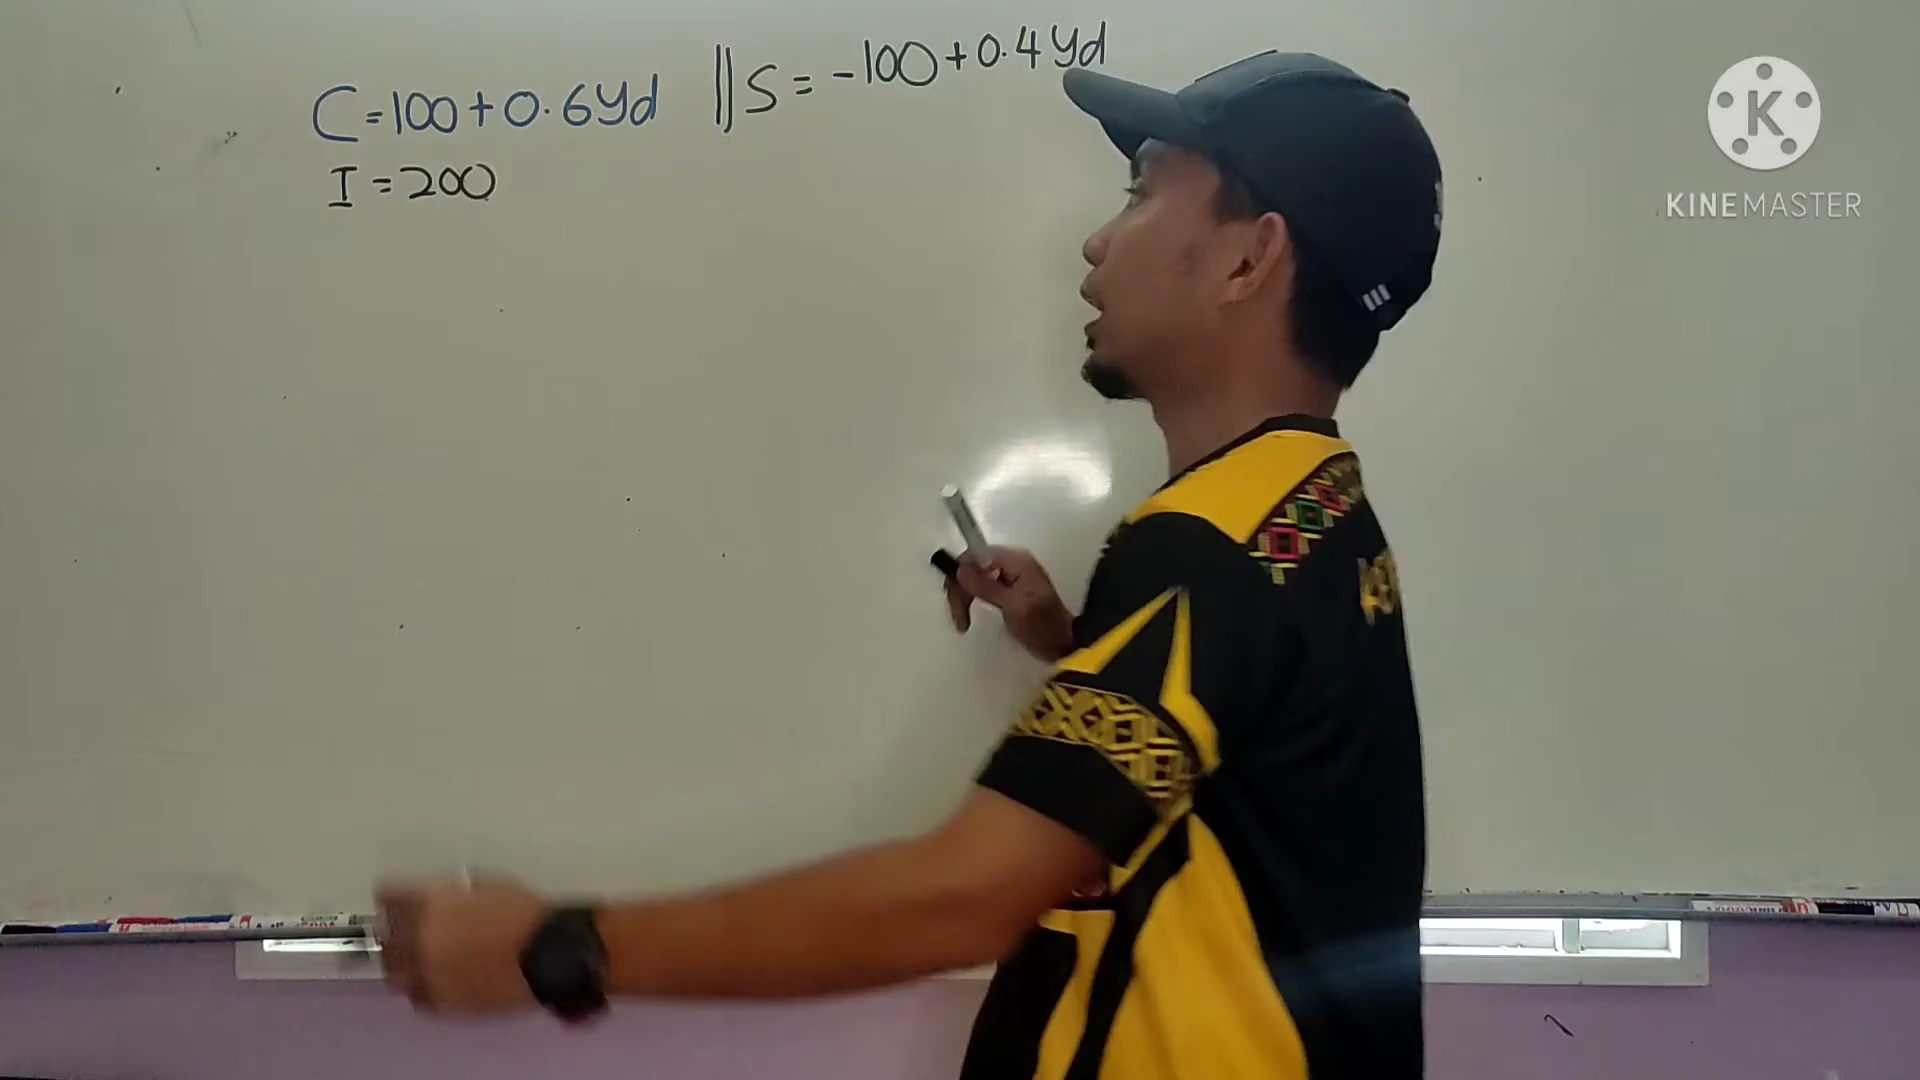 C=100+0.6Yd || S = -100+0.4Yd
I = 200
K
KINEMASTER